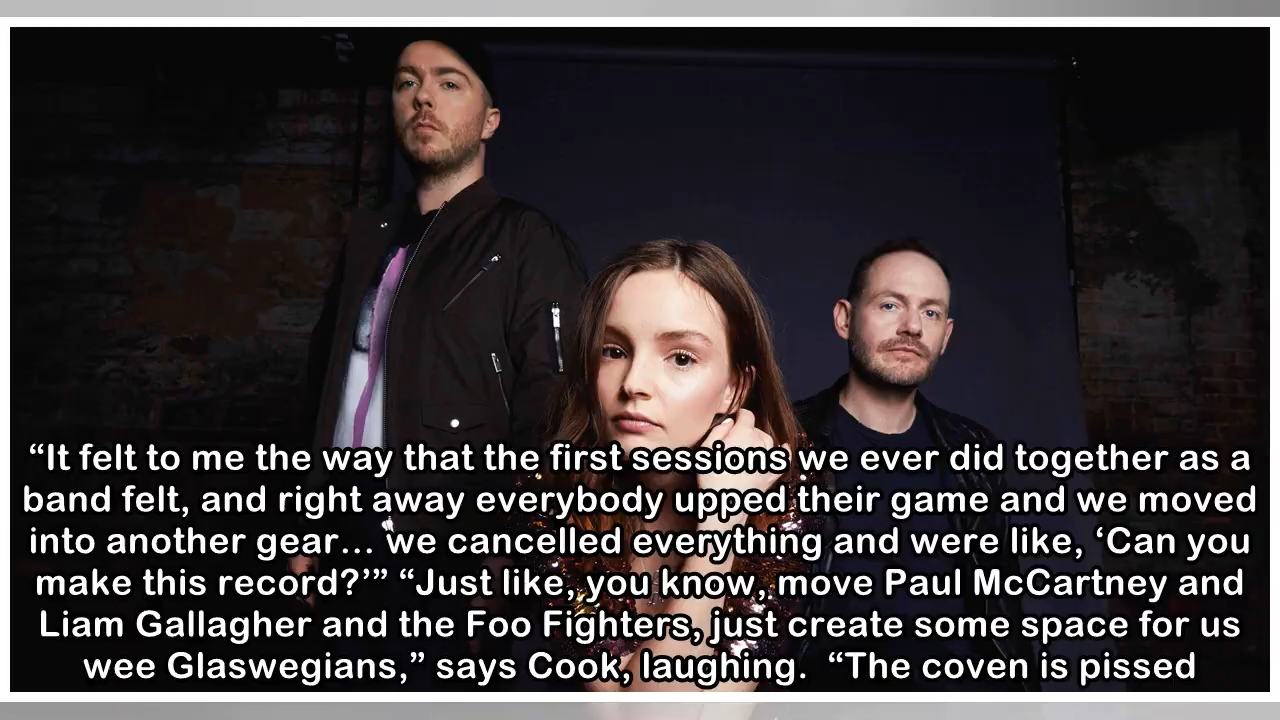 “It felt to me the way that the first sessions we ever did together as a
band felt, and right away everybody upped their game and we moved
into another gear… we cancelled everything and were like, ‘Can you
make this record?’” “Just like, you know, move Paul McCartney and
Liam Gallagher and the Foo Fighters, just create some space for us
wee Glaswegians,” says Cook, laughing. “The coven is pissed